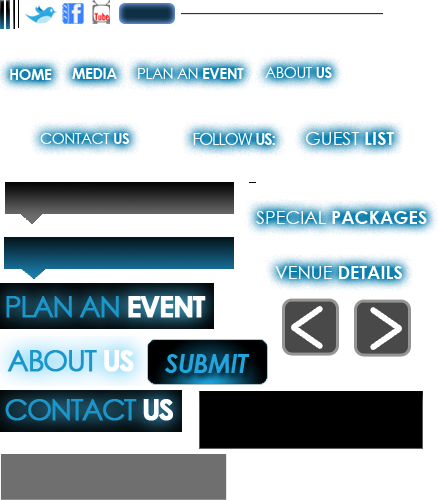 Tube
HOME MEDIA PLAN AN EVENT ABOUT US
CONTACT US FOLLOW US: GUEST LIST
SPECIAL PACKAGES
VENUE DETAILS
PLAN AN EVENT
ABOUT US SUBMIT
CONTACT US